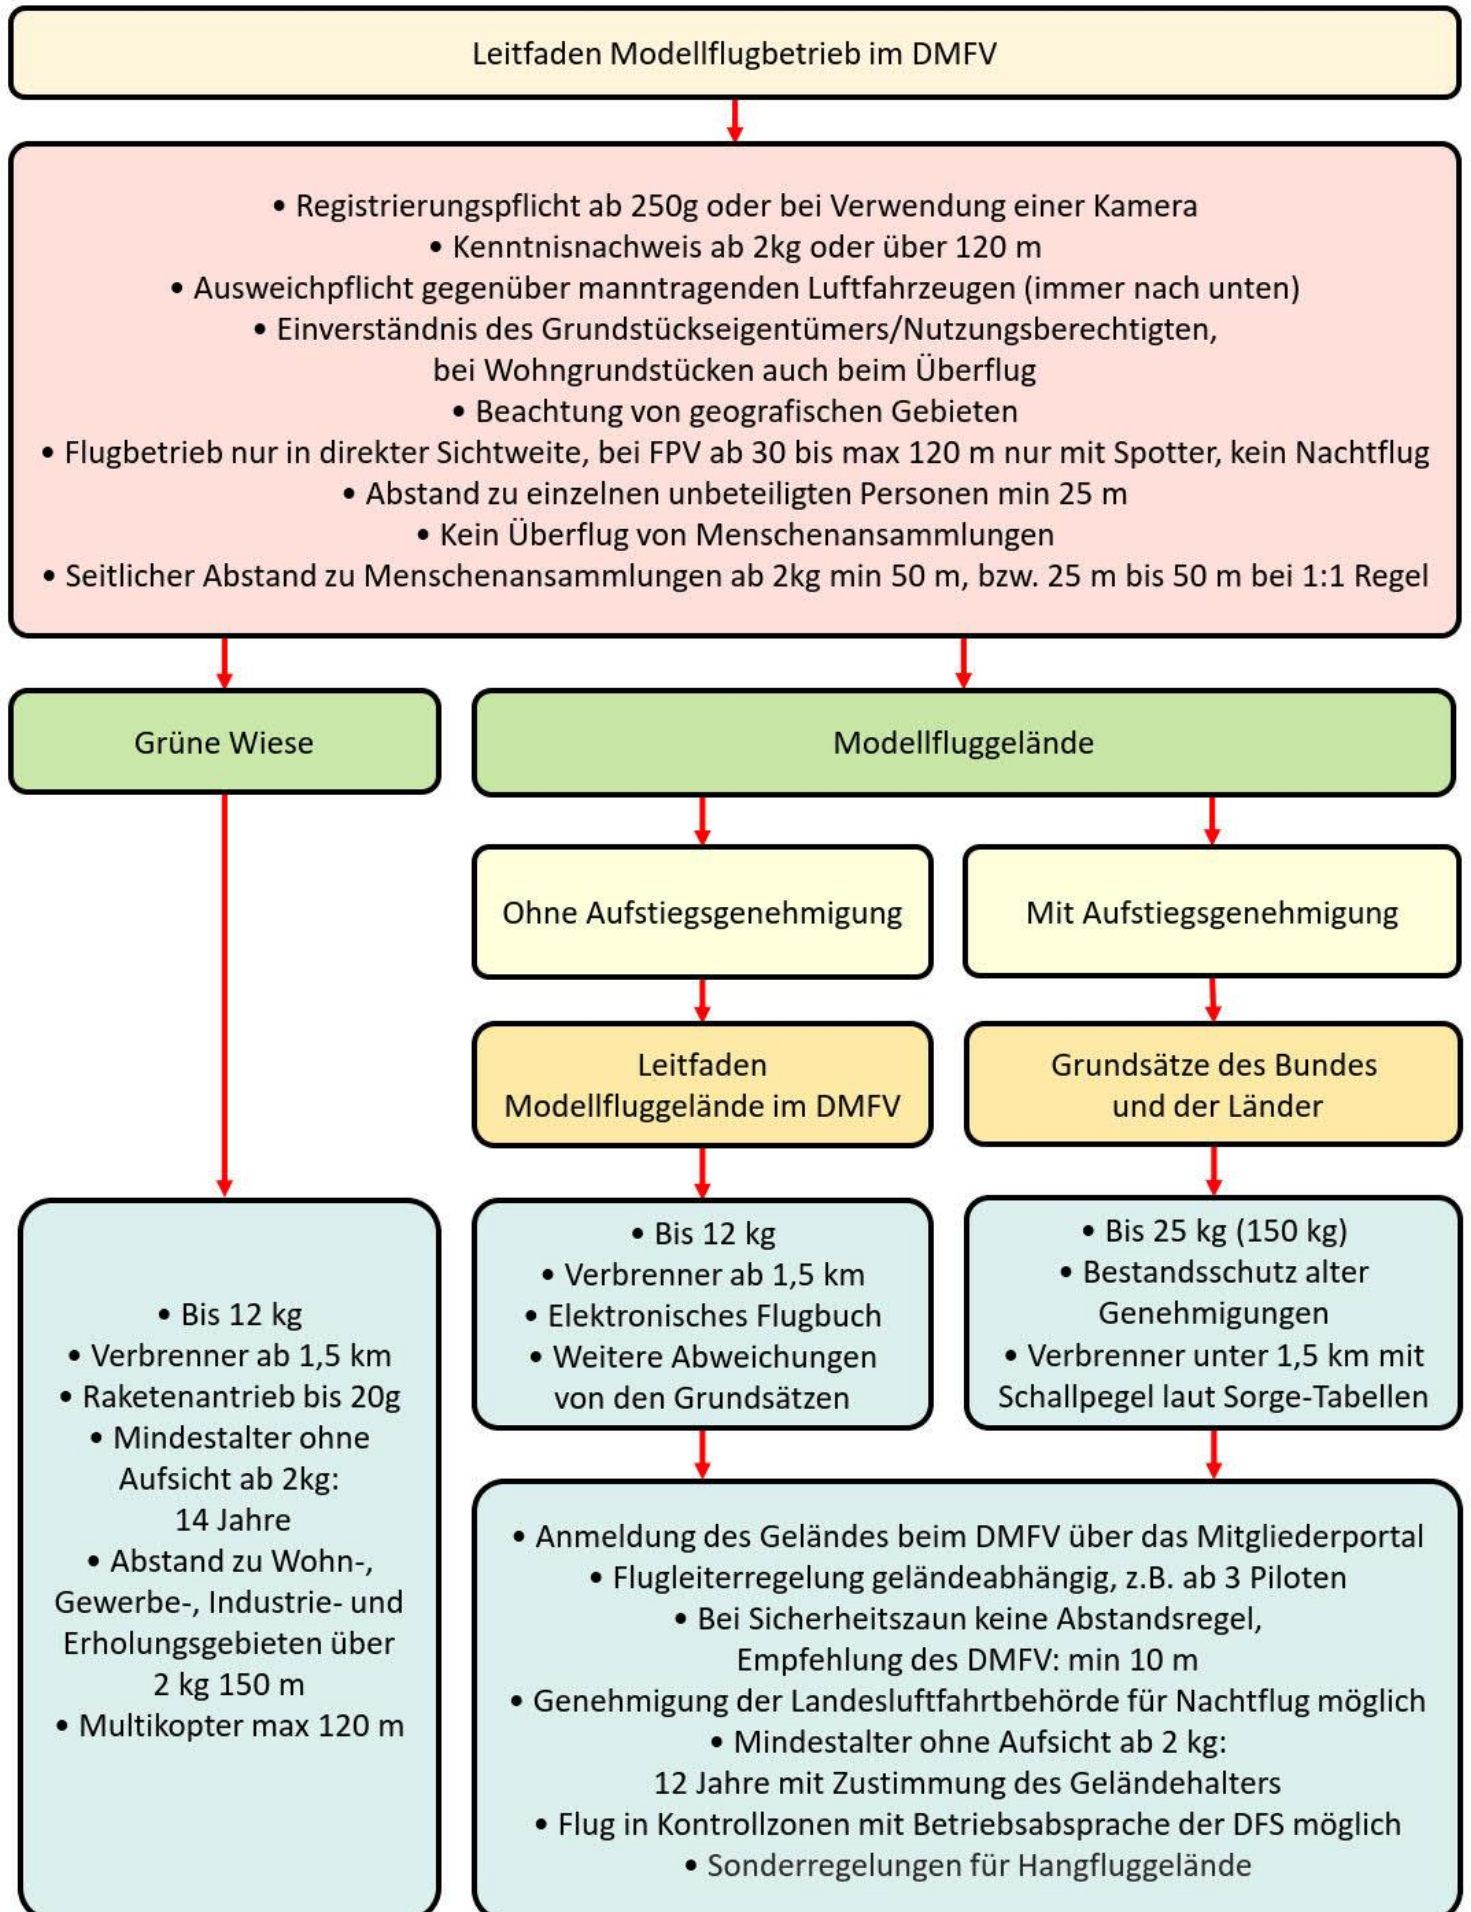 Leitfaden Modellflugbetrieb im DMFV
• Registrierungspflicht ab 250g oder bei Verwendung einer Kamera
• Kenntnisnachweis ab 2kg oder über 120 m
• Ausweichpflicht gegenüber manntragenden Luftfahrzeugen (immer nach unten)
• Einverständnis des Grundstückseigentümers/Nutzungsberechtigten,
bei Wohngrundstücken auch beim Überflug
• Beachtung von geografischen Gebieten
• Flugbetrieb nur in direkter Sichtweite, bei FPV ab 30 bis max 120 m nur mit Spotter, kein Nachtflug
• Abstand zu einzelnen unbeteiligten Personen min 25 m
• Kein Überflug von Menschenansammlungen
• Seitlicher Abstand zu Menschenansammlungen ab 2kg min 50 m, bzw. 25 m bis 50 m bei 1:1 Regel
Grüne Wiese
Modellfluggelände
Ohne Aufstiegsgenehmigung
Mit Aufstiegsgenehmigung
Leitfaden
Modellfluggelände im DMFV
Grundsätze des Bundes
und der Länder
• Bis 12 kg
• Verbrenner ab 1,5 km
• Raketenantrieb bis 20g
• Mindestalter ohne
Aufsicht ab 2kg:
14 Jahre
• Abstand zu Wohn-,
Gewerbe-, Industrie- und
Erholungsgebieten über
2 kg 150 m
• Multikopter max 120 m
• Bis 12 kg
• Verbrenner ab 1,5 km
• Elektronisches Flugbuch
• Weitere Abweichungen
von den Grundsätzen
• Bis 25 kg (150 kg)
• Bestandsschutz alter
Genehmigungen
• Verbrenner unter 1,5 km mit
Schallpegel laut Sorge-Tabellen
• Anmeldung des Geländes beim DMFV über das Mitgliederportal
• Flugleiterregelung geländeabhängig, z.B. ab 3 Piloten
• Bei Sicherheitszaun keine Abstandsregel,
Empfehlung des DMFV: min 10 m
• Genehmigung der Landesluftfahrtbehörde für Nachtflug möglich
• Mindestalter ohne Aufsicht ab 2 kg:
12 Jahre mit Zustimmung des Geländehalters
• Flug in Kontrollzonen mit Betriebsabsprache der DFS möglich
• Sonderregelungen für Hangfluggelände